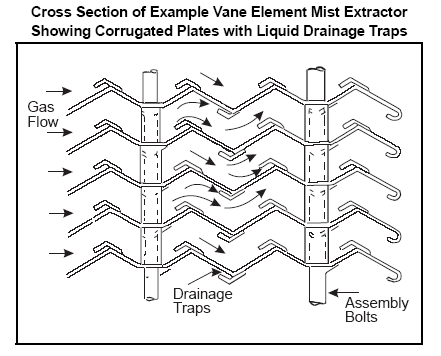 Cross Section of Example Vane Element Mist Extractor
Showing Corrugated Plates with Liquid Drainage Traps
Gas
Flow
Drainage
Traps
Assembly
Bolts